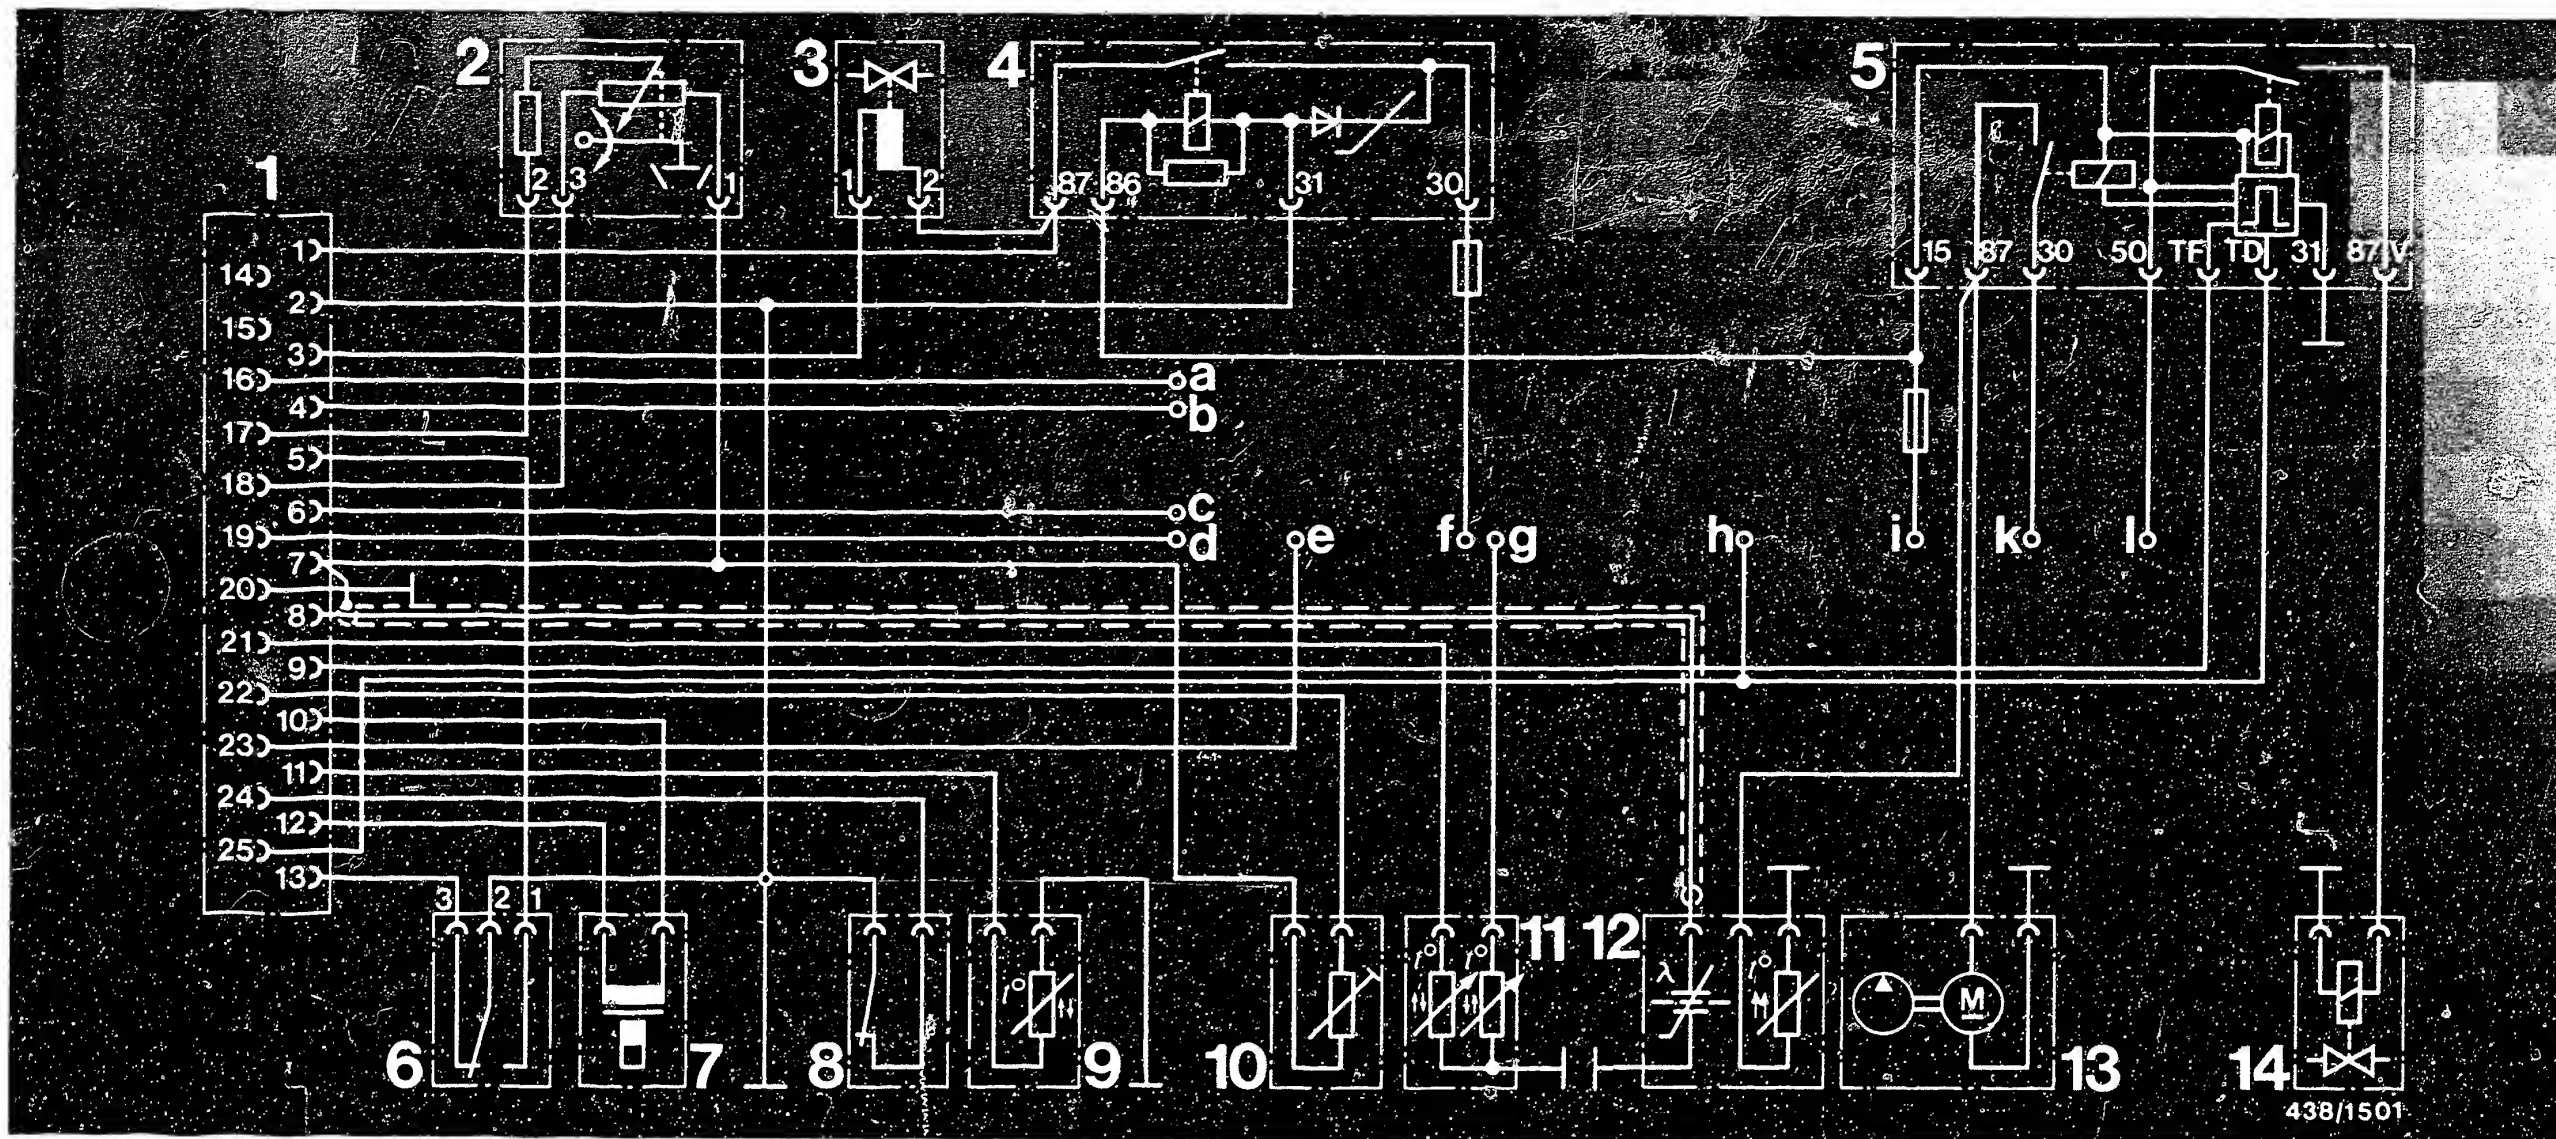 2 3 4 5
1
2 3 1
1 2
87 86 31 30
15 87 30 50 TF TD 31 87V
1
14
2
15
3
16 a
4 b
17
5
18
6 c
19 d e f g h i k l
7
20
8
21
9
22
10
23
11
24
12
25
13
3 2 1
t° t° t° t°
λ
M
6 7 8 9 10 11 12 13 14
438/1501